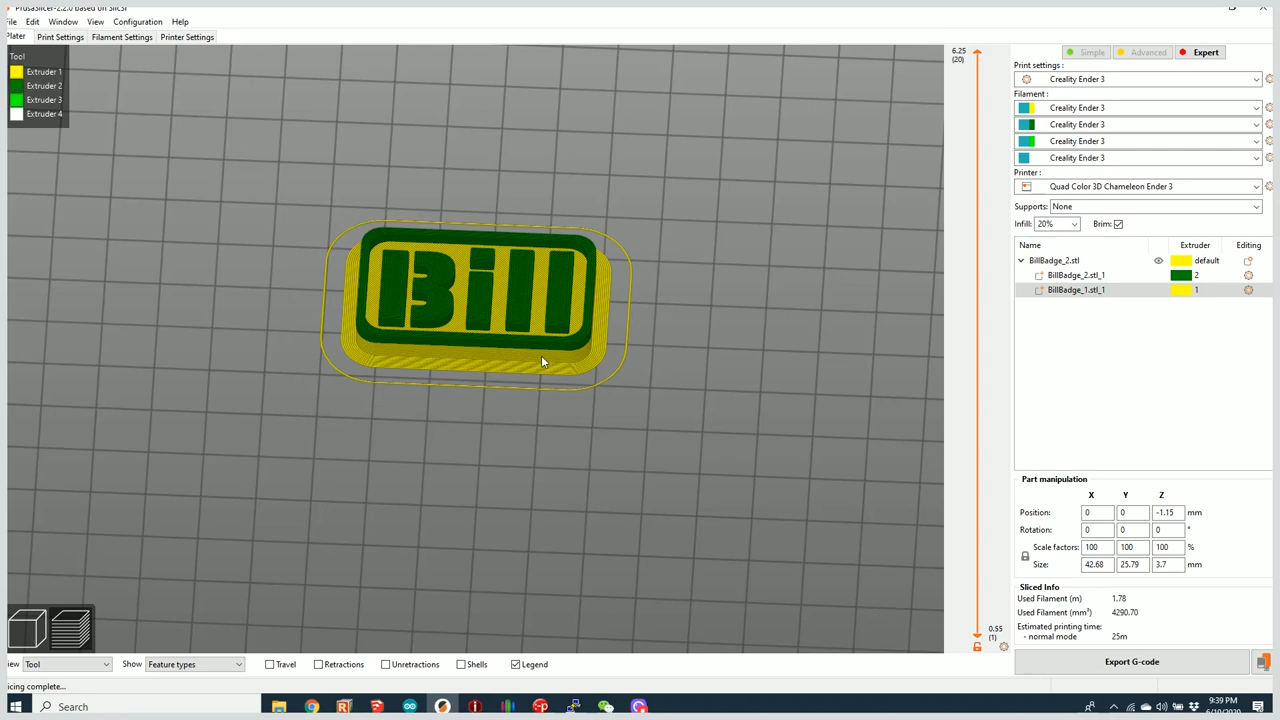 PrusaSlicer-2.2.0 based on Slic3r
File Edit Window View Configuration Help
Plater Print Settings Filament Settings Printer Settings
Tool
Extruder 1
Extruder 2
Extruder 3
Extruder 4
Bill
6.25
(20)
0.55
(1)
Simple Advanced Expert
Print settings :
Creality Ender 3
Filament :
Creality Ender 3
Creality Ender 3
Creality Ender 3
Creality Ender 3
Printer :
Quad Color 3D Chameleon Ender 3
Supports: None
Infill: 20% Brim:
Name Extruder Editing
BillBadge_2.stl default
BillBadge_2.stl_1 2
BillBadge_1.stl_1 1
Part manipulation
X Y Z
Position: 0 0 -1.15 mm
Rotation: 0 0 0 °
Scale factors: 100 100 100 %
Size: 42.68 25.79 3.7 mm
Sliced Info
Used Filament (m) 1.78
Used Filament (mm³) 4290.70
Estimated printing time:
- normal mode 25m
Export G-code
iew Tool Show Feature types Travel Retractions Unretractions Shells Legend
icing complete...
Search
9:39 PM
6/10/2020